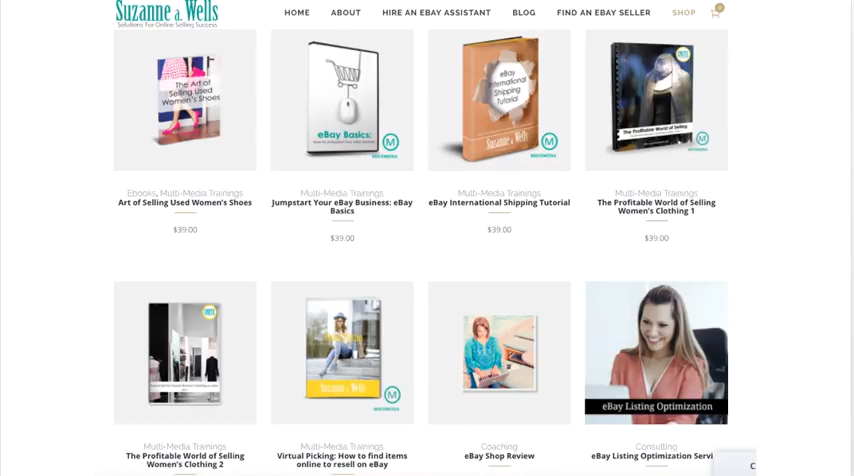 Suzanne a. Wells
Solutions For Online Selling Success
HOME ABOUT HIRE AN EBAY ASSISTANT BLOG FIND AN EBAY SELLER SHOP 0
The Art of
Selling Used
Women's Shoes
eBay Basics:
MULTIMEDIA
eBay
International
Shipping
Tutorial
Suzanne a. Wells
MULTIMEDIA
The Profitable World of Selling
Ebooks, Multi-Media Trainings
Art of Selling Used Women's Shoes
$39.00
Multi-Media Trainings
Jumpstart Your eBay Business: eBay
Basics
$39.00
Multi-Media Trainings
eBay International Shipping Tutorial
$39.00
Multi-Media Trainings
The Profitable World of Selling
Women's Clothing 1
$39.00
Suzanne a. Wells
MULTIMEDIA
eBay Listing Optimization
Multi-Media Trainings
The Profitable World of Selling
Women's Clothing 2
Multi-Media Trainings
Virtual Picking: How to find items
online to resell on eBay
Coaching
eBay Shop Review
Consulting
eBay Listing Optimization Servi
C